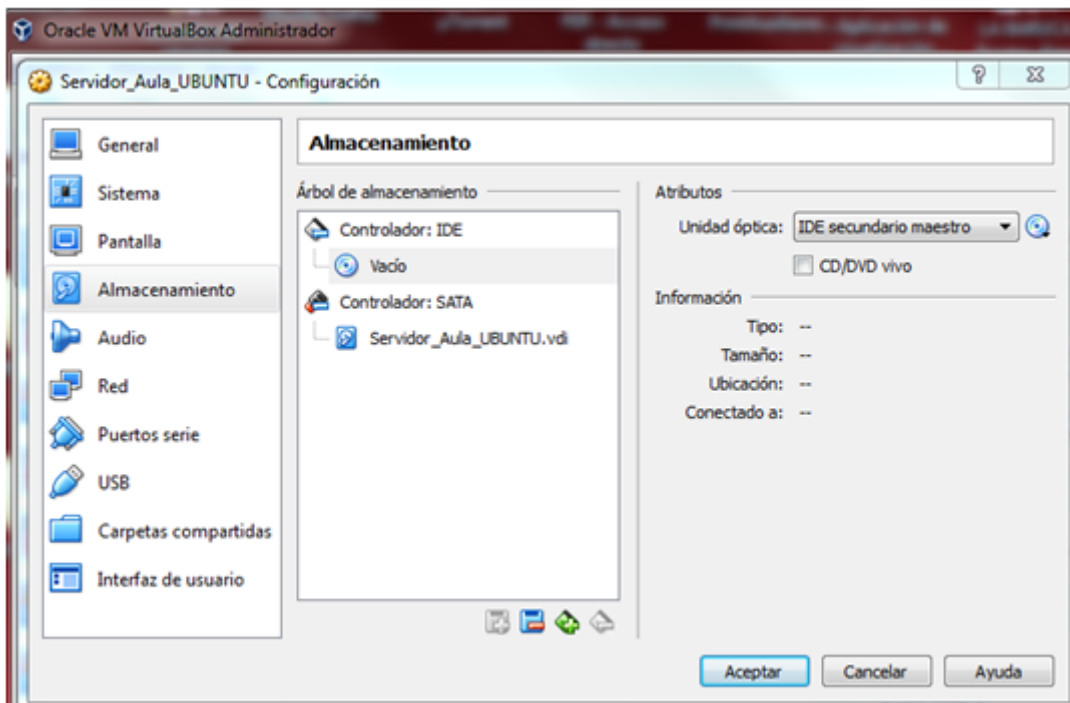 Oracle VM VirtualBox Administrador
Servidor_Aula_UBUNTU - Configuración
General
Sistema
Pantalla
Almacenamiento
Audio
Red
Puertos serie
USB
Carpetas compartidas
Interfaz de usuario
Almacenamiento
Árbol de almacenamiento
Controlador: IDE
Vacío
Controlador: SATA
Servidor_Aula_UBUNTU.vdi
Atributos
Unidad óptica: IDE secundario maestro
CD/DVD vivo
Información
Tipo: --
Tamaño: --
Ubicación: --
Conectado a: --
Aceptar Cancelar Ayuda